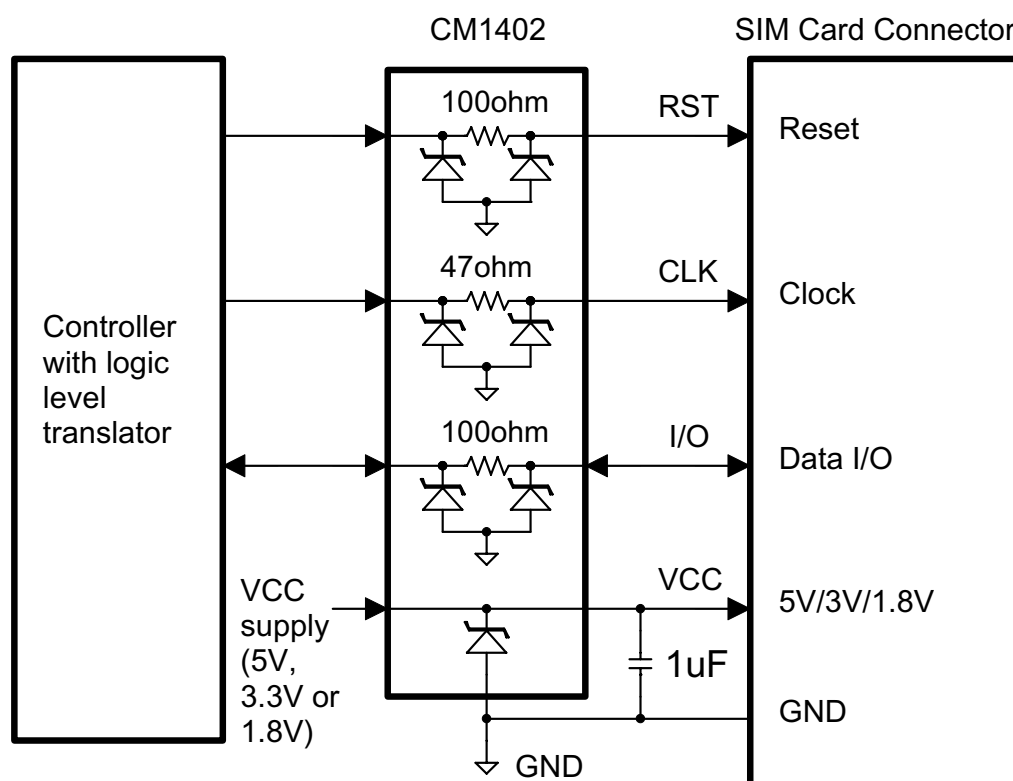 CM1402
SIM Card Connector
100ohm
RST
Reset
47ohm
CLK
Clock
Controller
with logic
level
translator
100ohm
I/O
Data I/O
VCC
supply
(5V,
3.3V or
1.8V)
VCC
5V/3V/1.8V
1uF
GND
GND